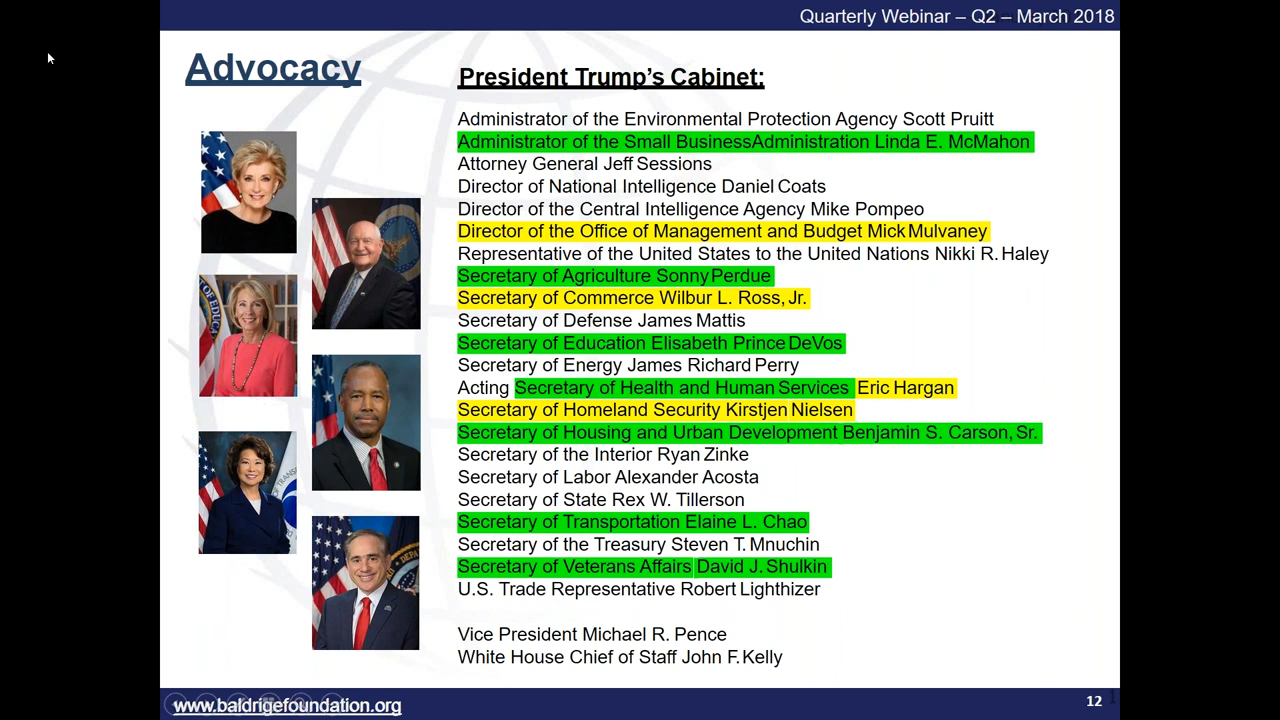 Quarterly Webinar – Q2 – March 2018
Advocacy
President Trump's Cabinet:
Administrator of the Environmental Protection Agency Scott Pruitt
Administrator of the Small BusinessAdministration Linda E. McMahon
Attorney General Jeff Sessions
Director of National Intelligence Daniel Coats
Director of the Central Intelligence Agency Mike Pompeo
Director of the Office of Management and Budget Mick Mulvaney
Representative of the United States to the United Nations Nikki R. Haley
Secretary of Agriculture Sonny Perdue
Secretary of Commerce Wilbur L. Ross, Jr.
Secretary of Defense James Mattis
Secretary of Education Elisabeth Prince DeVos
Secretary of Energy James Richard Perry
Acting Secretary of Health and Human Services Eric Hargan
Secretary of Homeland Security Kirstjen Nielsen
Secretary of Housing and Urban Development Benjamin S. Carson, Sr.
Secretary of the Interior Ryan Zinke
Secretary of Labor Alexander Acosta
Secretary of State Rex W. Tillerson
Secretary of Transportation Elaine L. Chao
Secretary of the Treasury Steven T. Mnuchin
Secretary of Veterans Affairs David J. Shulkin
U.S. Trade Representative Robert Lighthizer
Vice President Michael R. Pence
White House Chief of Staff John F. Kelly
www.baldrigefoundation.org
12